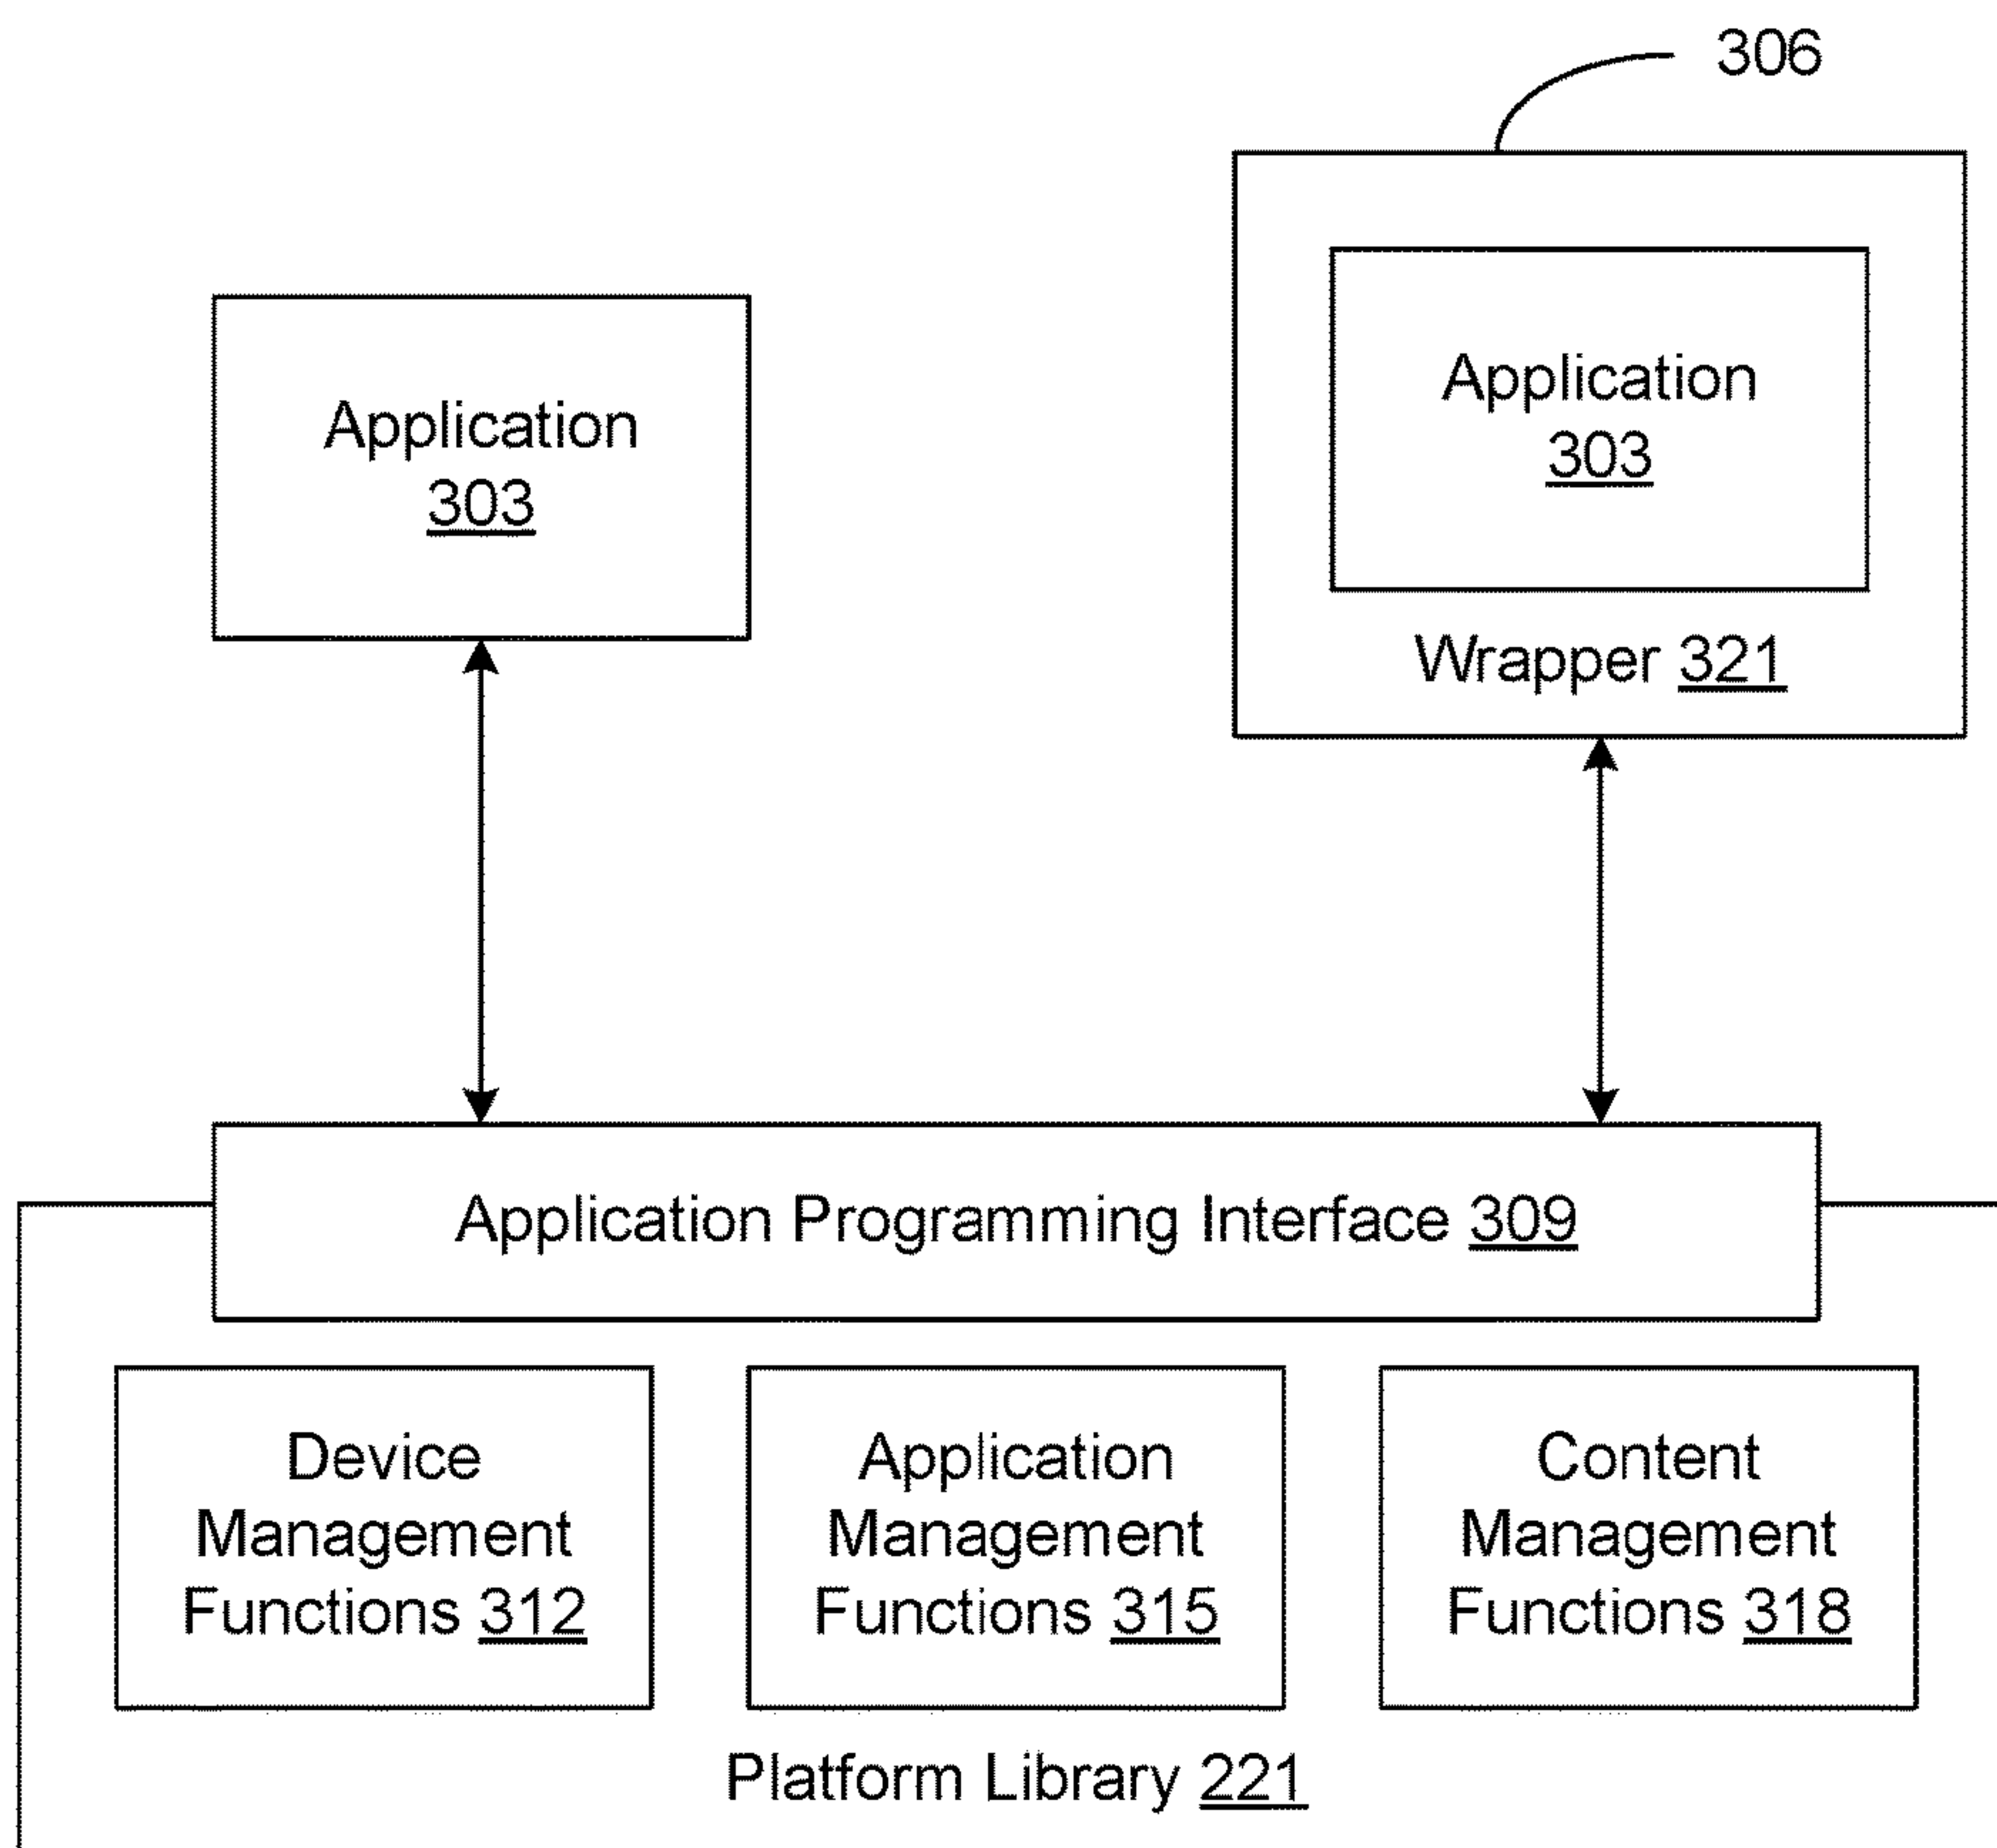 306
Application
303
Application
303
Wrapper 321
Application Programming Interface 309
Device
Management
Functions 312
Application
Management
Functions 315
Content
Management
Functions 318
Platform Library 221